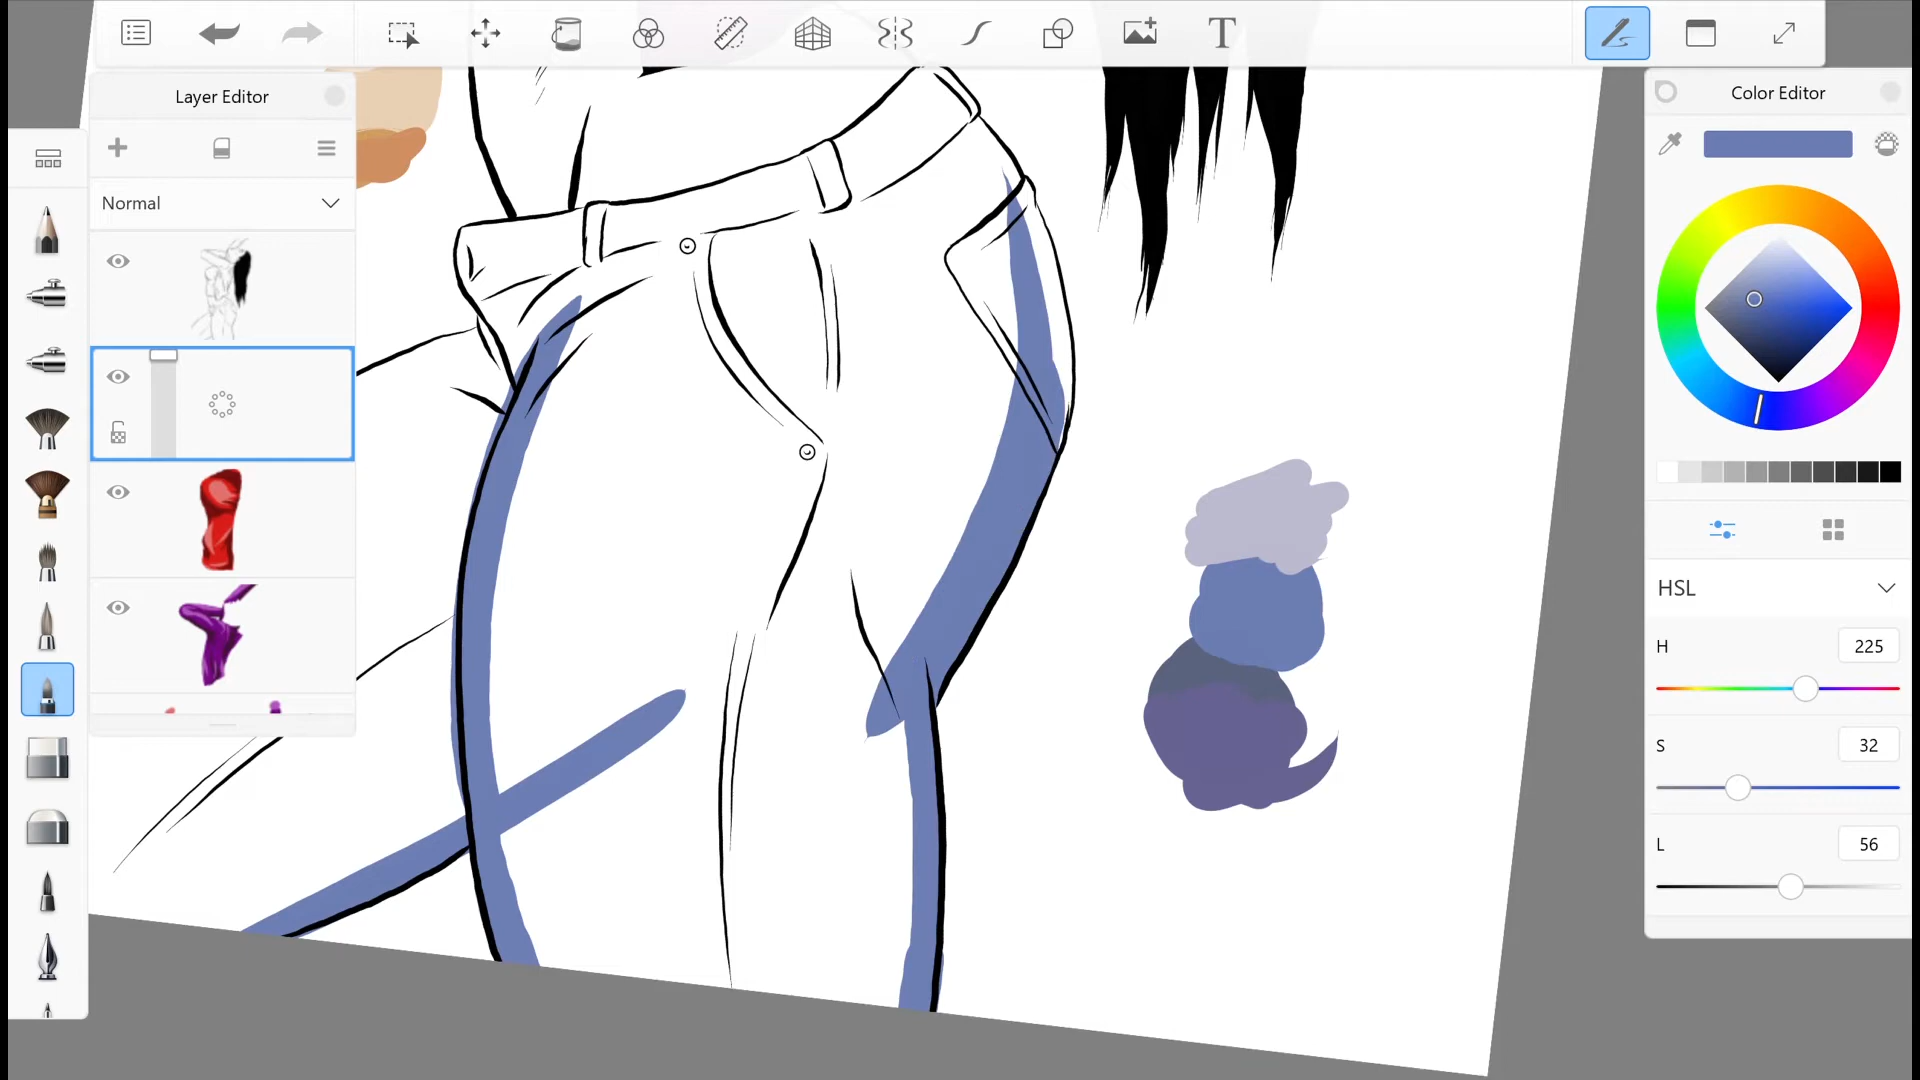 T
Layer Editor
Color Editor
Normal
HSL
H 225
S 32
L 56